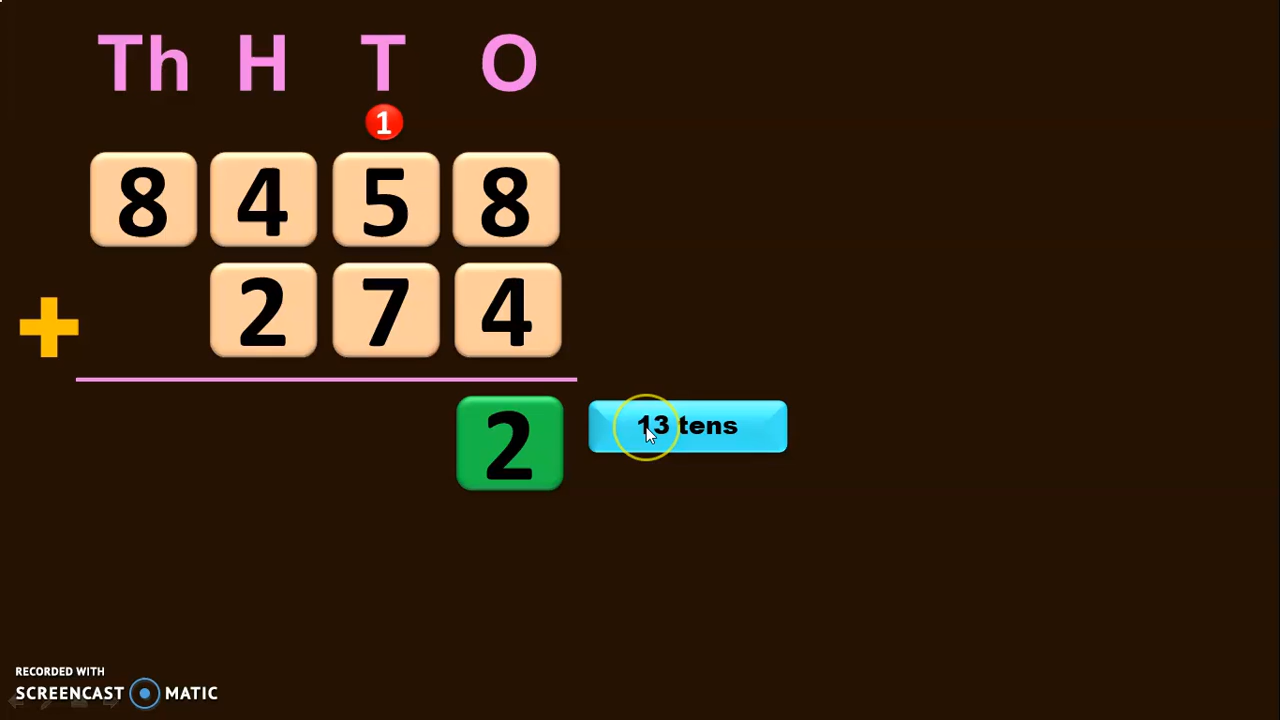 Th H T O
1
8 4 5 8
+ 2 7 4
2 13 tens
RECORDED WITH
SCREENCAST MATIC